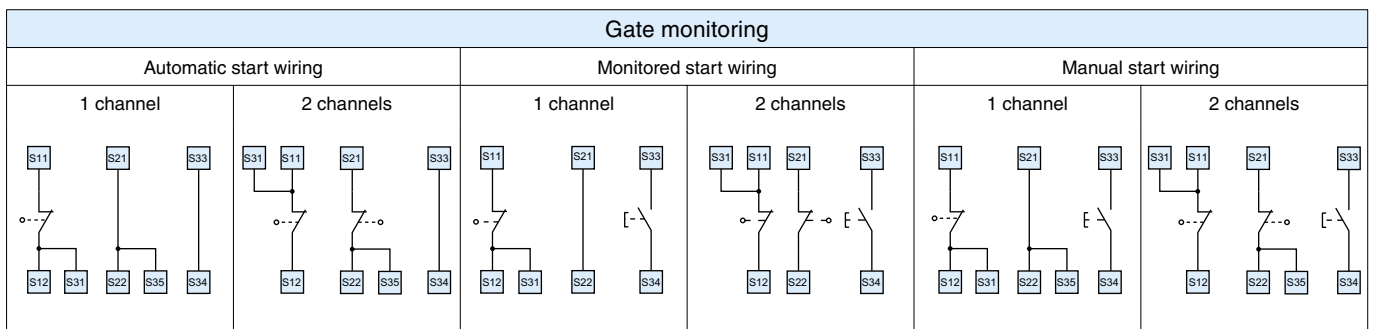 Gate monitoring
Automatic start wiring Monitored start wiring Manual start wiring
1 channel 2 channels 1 channel 2 channels 1 channel 2 channels
S11 S21 S33 S31 S11 S21 S33 S11 S21 S33 S31 S11 S21 S33 S11 S21 S33 S31 S11 S21 S33
S12 S31 S22 S35 S34 S12 S22 S35 S34 S12 S31 S22 S34 S12 S22 S34 S12 S31 S22 S35 S34 S12 S22 S35 S34